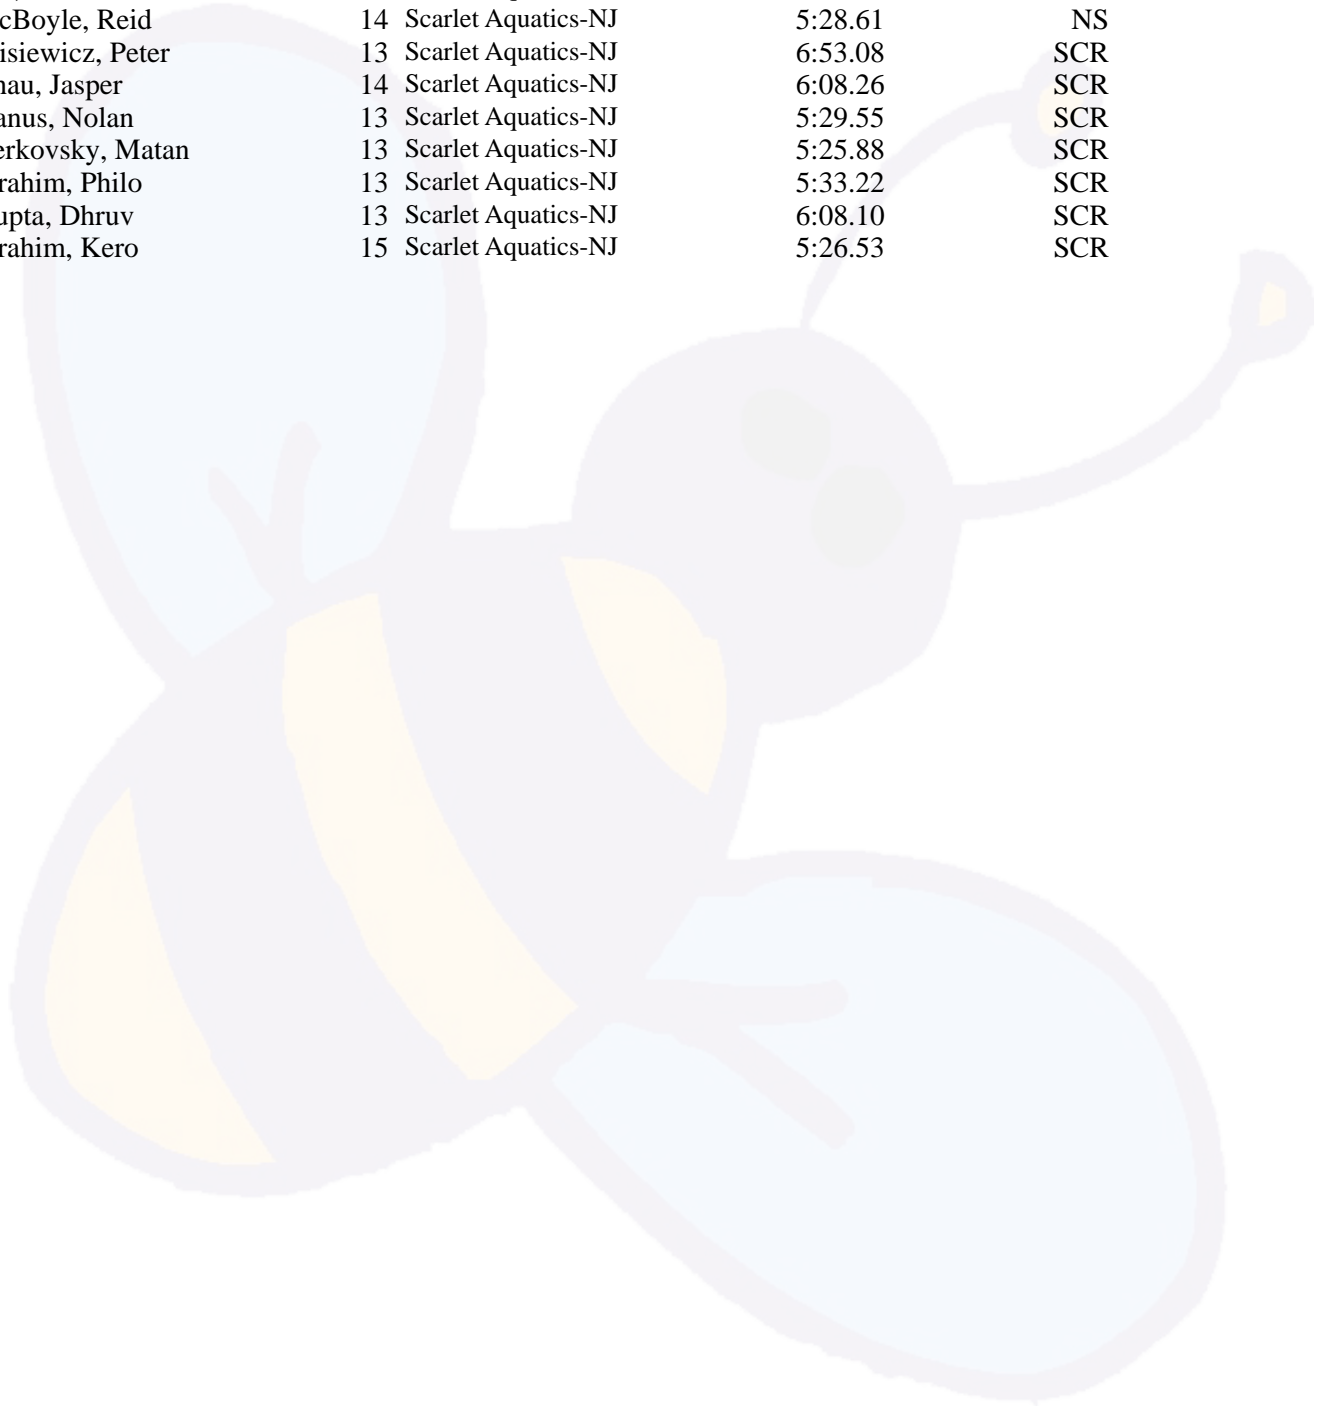 cBoyle, Reid 14 Scarlet Aquatics-NJ 5:28.61 NS
isiewicz, Peter 13 Scarlet Aquatics-NJ 6:53.08 SCR
nau, Jasper 14 Scarlet Aquatics-NJ 6:08.26 SCR
anus, Nolan 13 Scarlet Aquatics-NJ 5:29.55 SCR
erkovsky, Matan 13 Scarlet Aquatics-NJ 5:25.88 SCR
rahim, Philo 13 Scarlet Aquatics-NJ 5:33.22 SCR
upta, Dhruv 13 Scarlet Aquatics-NJ 6:08.10 SCR
rahim, Kero 15 Scarlet Aquatics-NJ 5:26.53 SCR